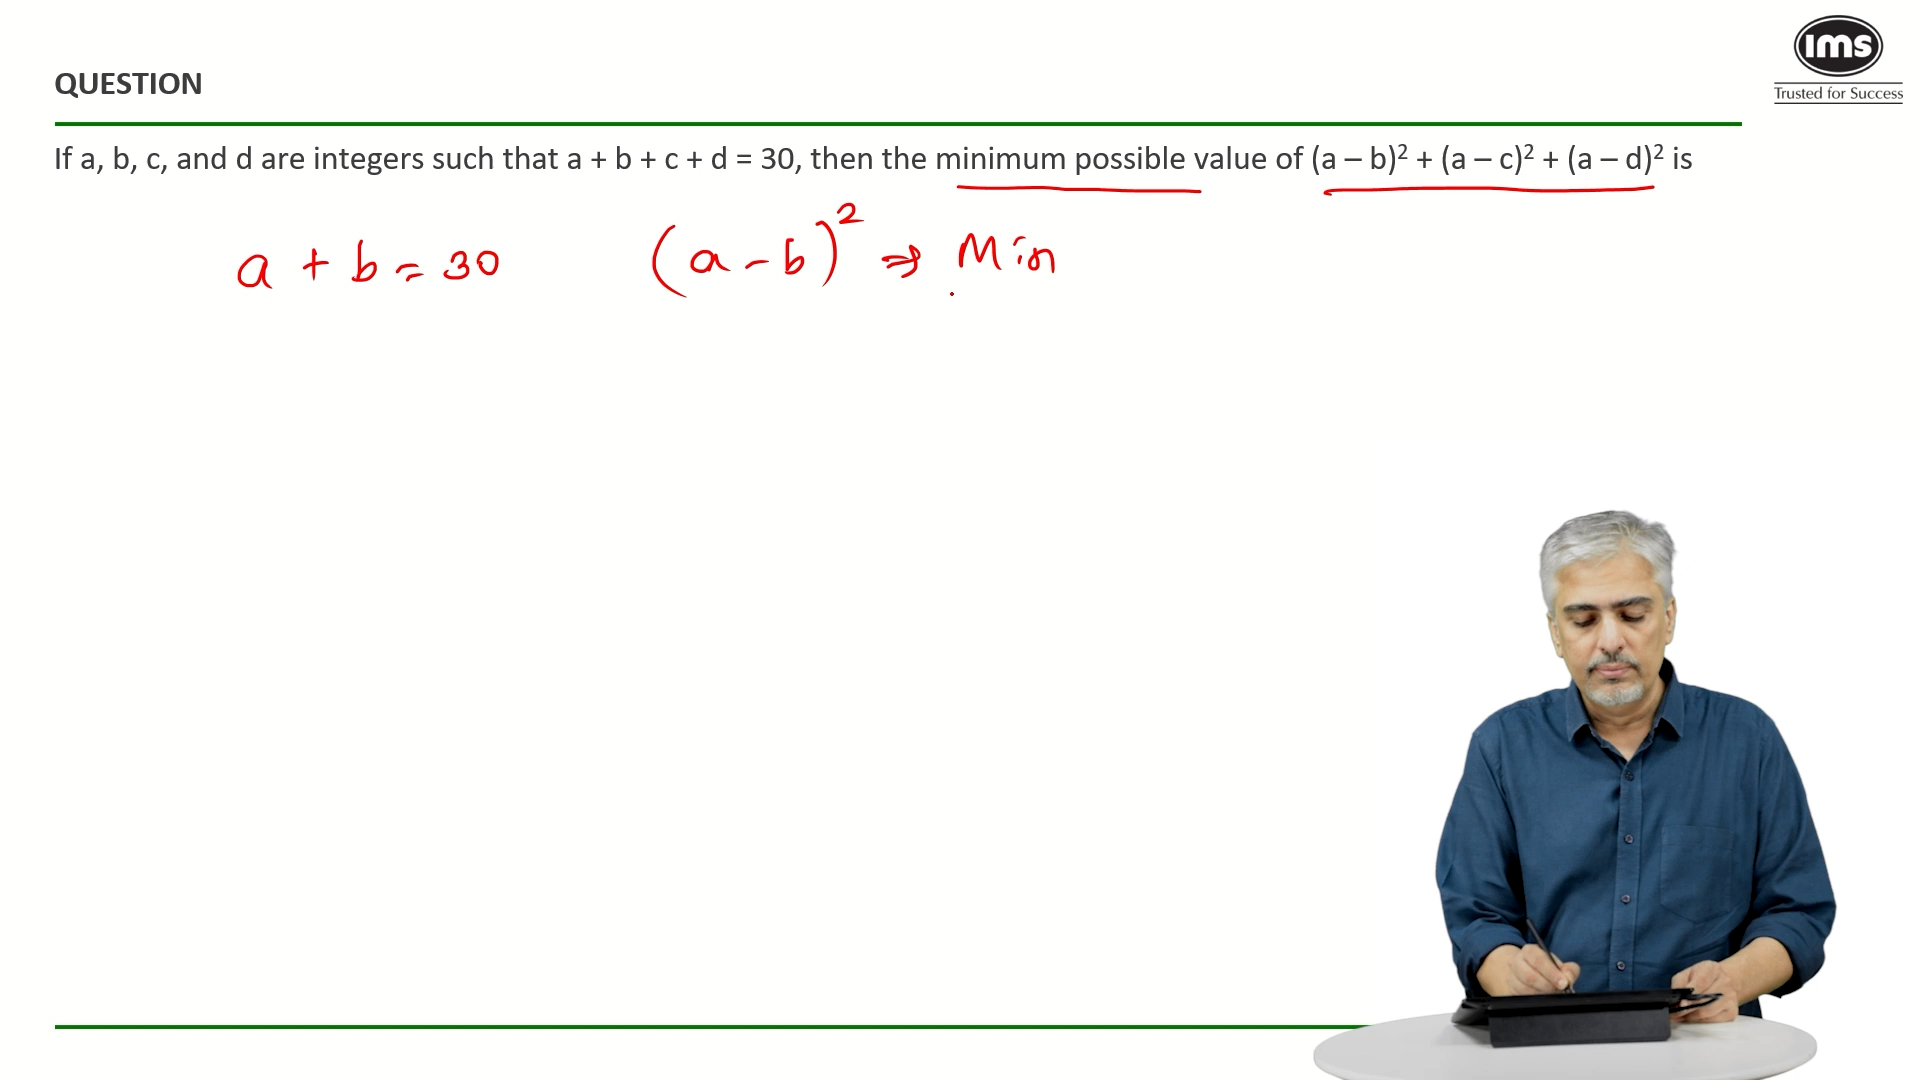 ims
Trusted for Success
QUESTION
If a, b, c, and d are integers such that a + b + c + d = 30, then the minimum possible value of (a – b)² + (a – c)² + (a – d)² is
a + b = 30 (a - b)² ⇒ Min